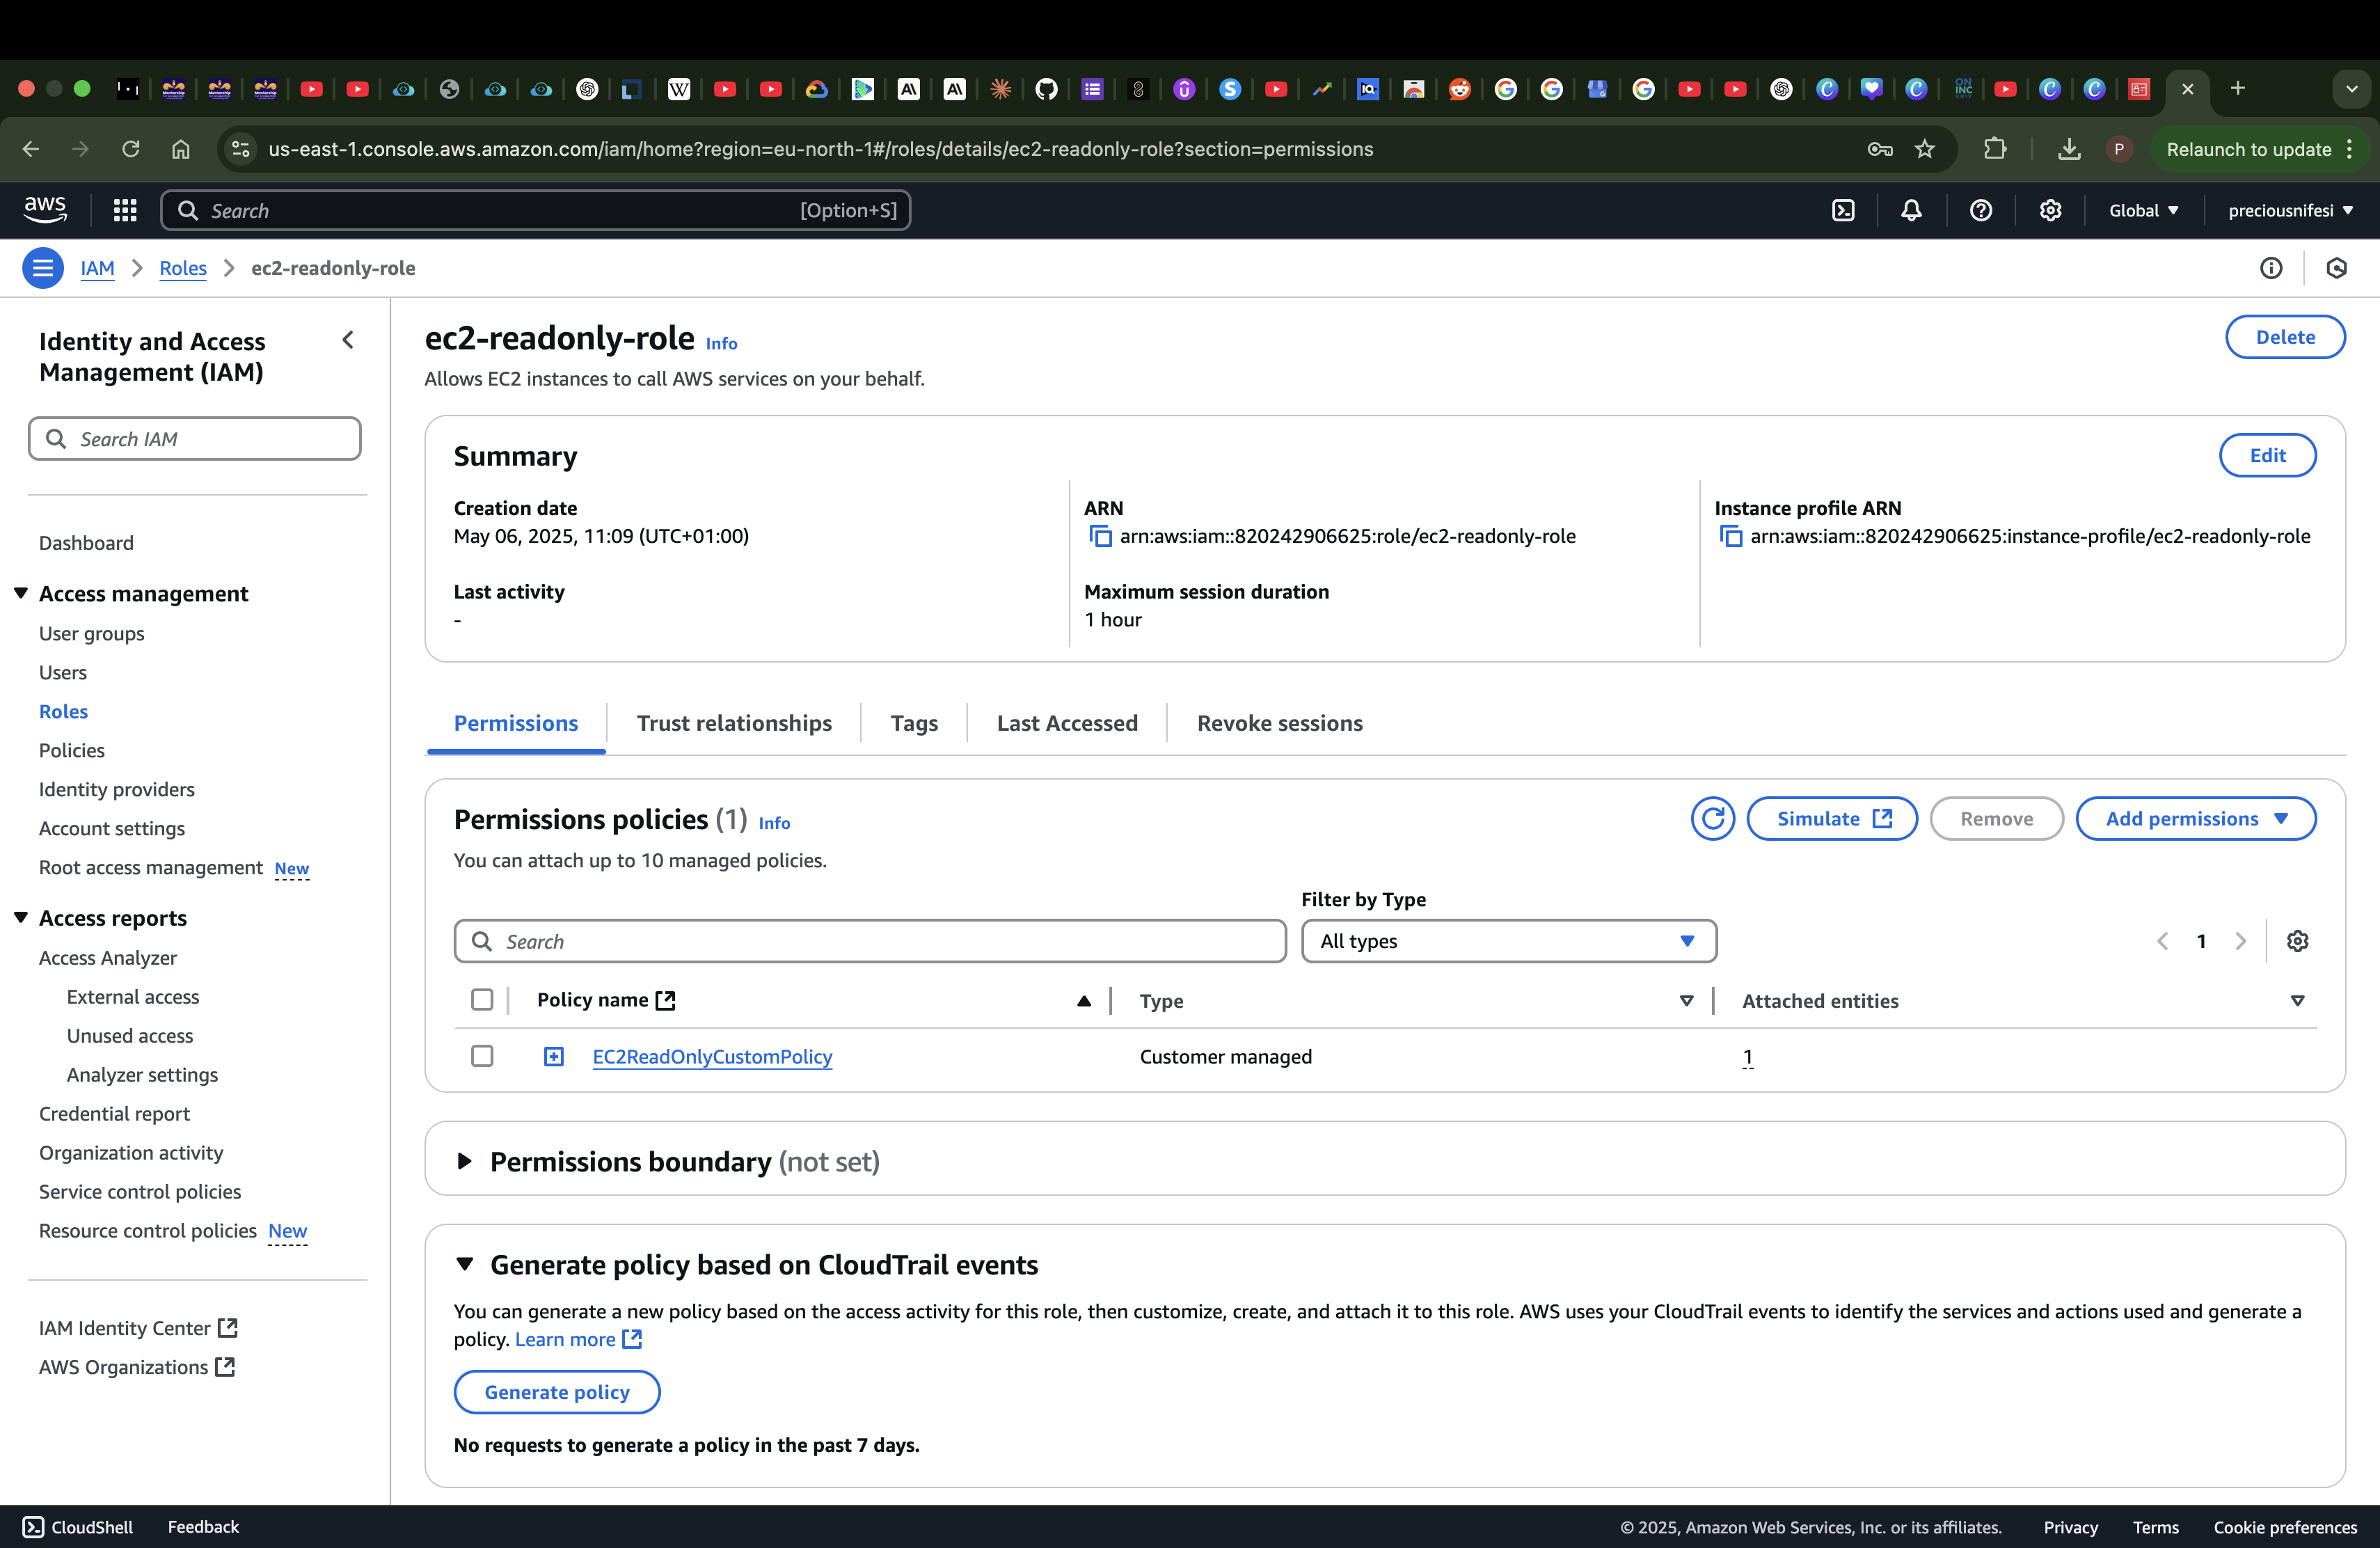 us-east-1.console.aws.amazon.com/iam/home?region=eu-north-1#/roles/details/ec2-readonly-role?section=permissions
P
Relaunch to update
aws
Search
[Option+S]
Global
preciousnifesi
IAM
Roles
ec2-readonly-role
Identity and Access
Management (IAM)
Search IAM
Dashboard
Access management
User groups
Users
Roles
Policies
Identity providers
Account settings
Root access management New
Access reports
Access Analyzer
External access
Unused access
Analyzer settings
Credential report
Organization activity
Service control policies
Resource control policies New
IAM Identity Center
AWS Organizations
ec2-readonly-role Info
Delete
Allows EC2 instances to call AWS services on your behalf.
Summary
Edit
Creation date
May 06, 2025, 11:09 (UTC+01:00)
ARN
arn:aws:iam::820242906625:role/ec2-readonly-role
Instance profile ARN
arn:aws:iam::820242906625:instance-profile/ec2-readonly-role
Last activity
-
Maximum session duration
1 hour
Permissions
Trust relationships
Tags
Last Accessed
Revoke sessions
Permissions policies (1) Info
Simulate
Remove
Add permissions
You can attach up to 10 managed policies.
Filter by Type
Search
All types
1
Policy name
Type
Attached entities
EC2ReadOnlyCustomPolicy
Customer managed
1
Permissions boundary (not set)
Generate policy based on CloudTrail events
You can generate a new policy based on the access activity for this role, then customize, create, and attach it to this role. AWS uses your CloudTrail events to identify the services and actions used and generate a
policy. Learn more
Generate policy
No requests to generate a policy in the past 7 days.
CloudShell
Feedback
© 2025, Amazon Web Services, Inc. or its affiliates.
Privacy
Terms
Cookie preferences